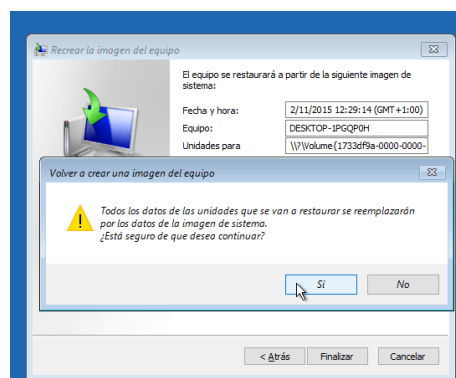 Recrear la imagen del equipo
El equipo se restaurará a partir de la siguiente imagen de
sistema:
Fecha y hora:
2/11/2015 12:29:14 (GMT+1:00)
Equipo:
DESKTOP-1PGQP0H
Unidades para
\\?\Volume{1733df9a-0000-0000-
Volver a crear una imagen del equipo
Todos los datos de las unidades que se van a restaurar se reemplazarán
por los datos de la imagen de sistema.
¿Está seguro de que desea continuar?
Sí
No
< Atrás
Finalizar
Cancelar